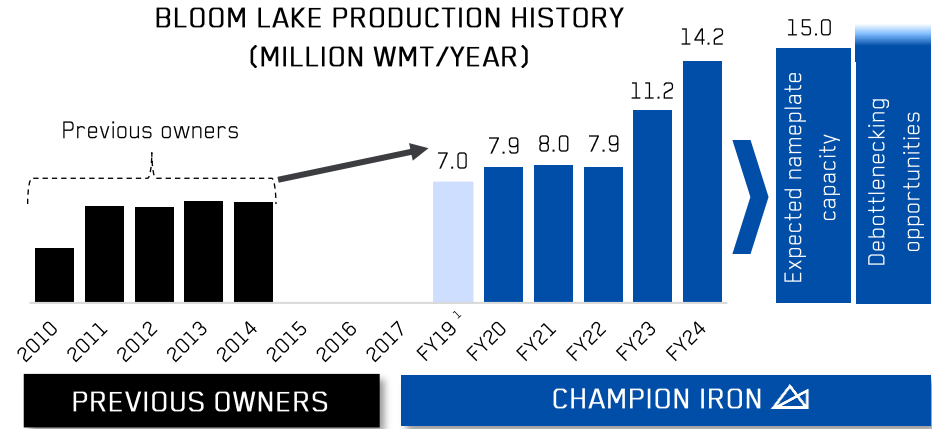 BLOOM LAKE PRODUCTION HISTORY
(MILLION WMT/YEAR)
Previous owners
7.0
7.9
8.0
7.9
11.2
14.2
15.0
Expected nameplate
capacity
Debottlenecking
opportunities
2010
2011
2012
2013
2014
2015
2016
2017
FY19 1
FY20
FY21
FY22
FY23
FY24
PREVIOUS OWNERS
CHAMPION IRON